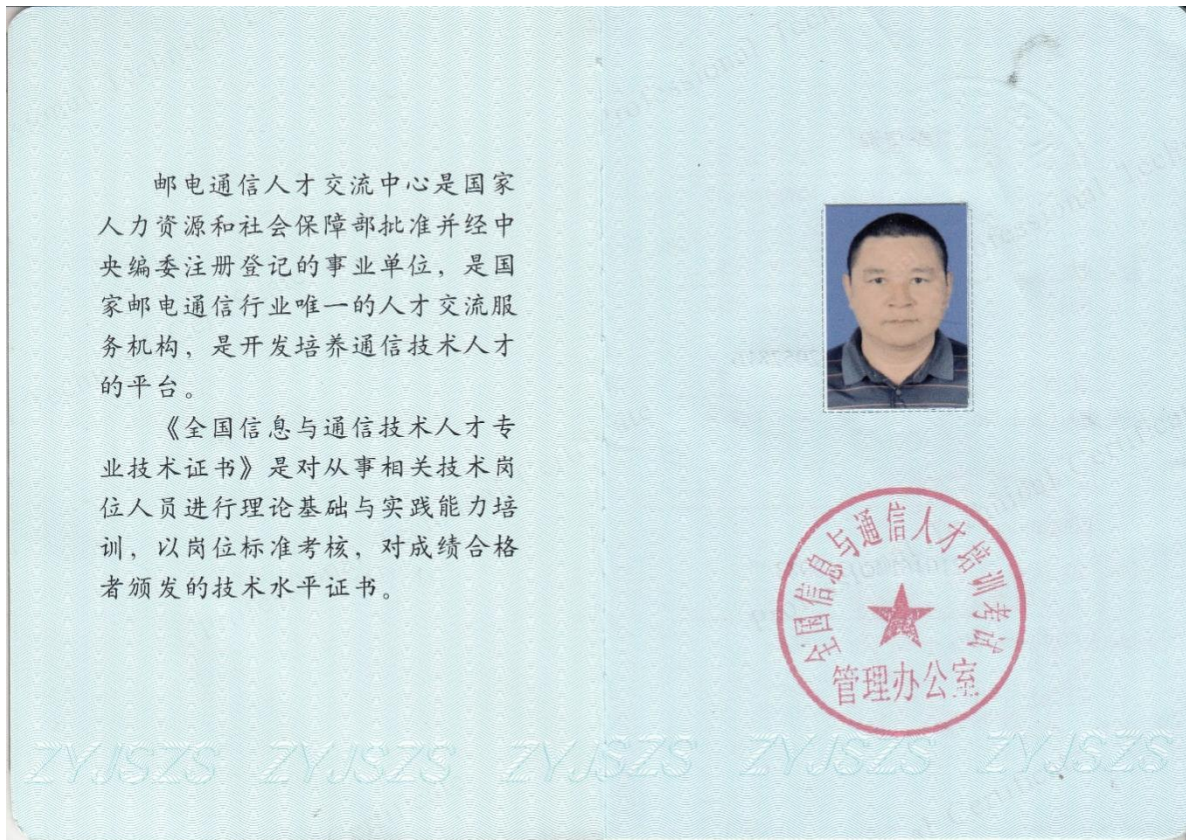 邮电通信人才交流中心是国家
人力资源和社会保障部批准并经中
央编委注册登记的事业单位，是国
家邮电通信行业唯一的人才交流服
务机构，是开发培养通信技术人才
的平台。
《全国信息与通信技术人才专
业技术证书》是对从事相关技术岗
位人员进行理论基础与实践能力培
训，以岗位标准考核，对成绩合格
者颁发的技术水平证书。
全国信息与通信人才培训考试
管理办公室
ZYJSZS ZYJSZS ZYJSZS ZYJSZS ZYJSZS